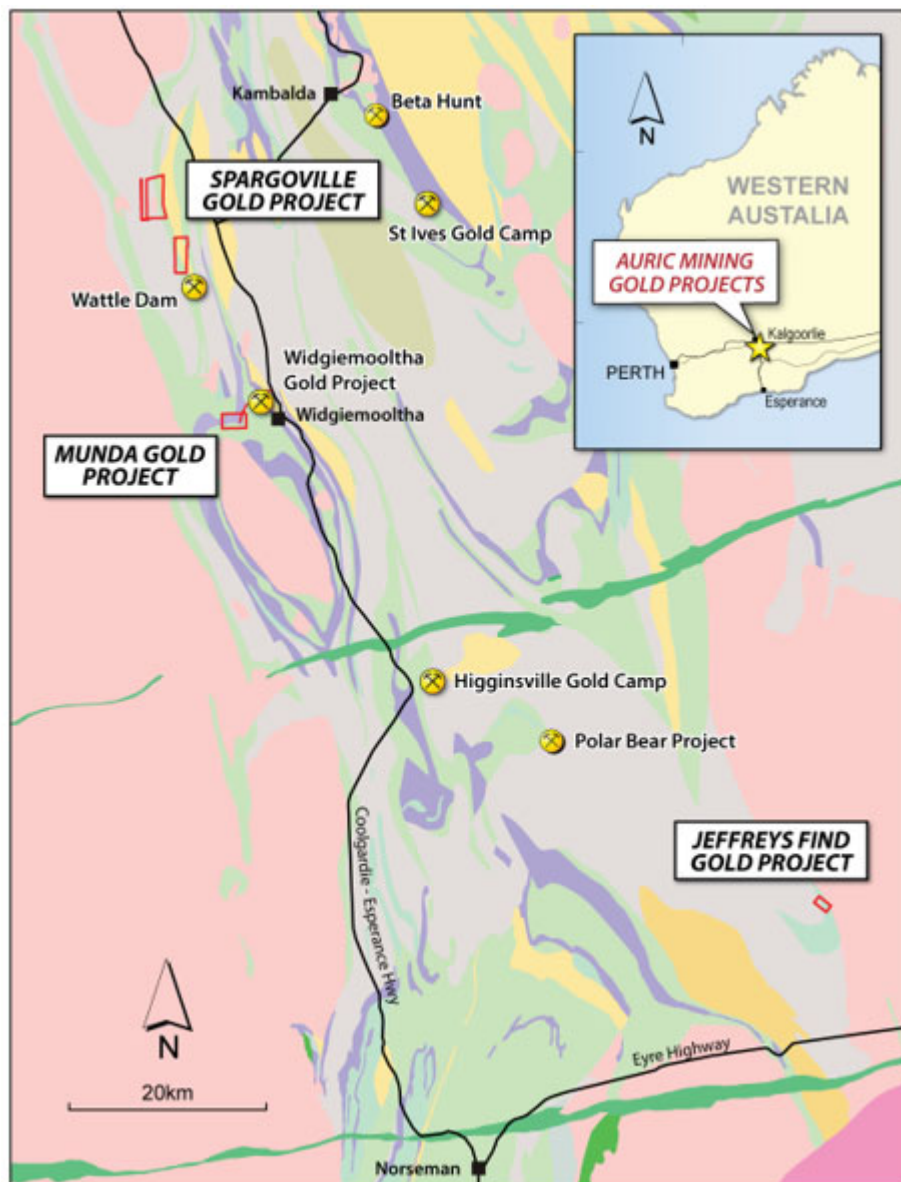 Kambalda
Beta Hunt
SPARGOVILLE
GOLD PROJECT
St Ives Gold Camp
Wattle Dam
Widgiemooltha
Gold Project
Widgiemooltha
MUNDA GOLD
PROJECT
N
WESTERN
AUSTALIA
AURIC MINING
GOLD PROJECTS
Kalgoorlie
PERTH
Esperance
Higginsville Gold Camp
Polar Bear Project
JEFFREYS FIND
GOLD PROJECT
Coolgardie - Esperance Hwy
Eyre Highway
N
20km
Norseman